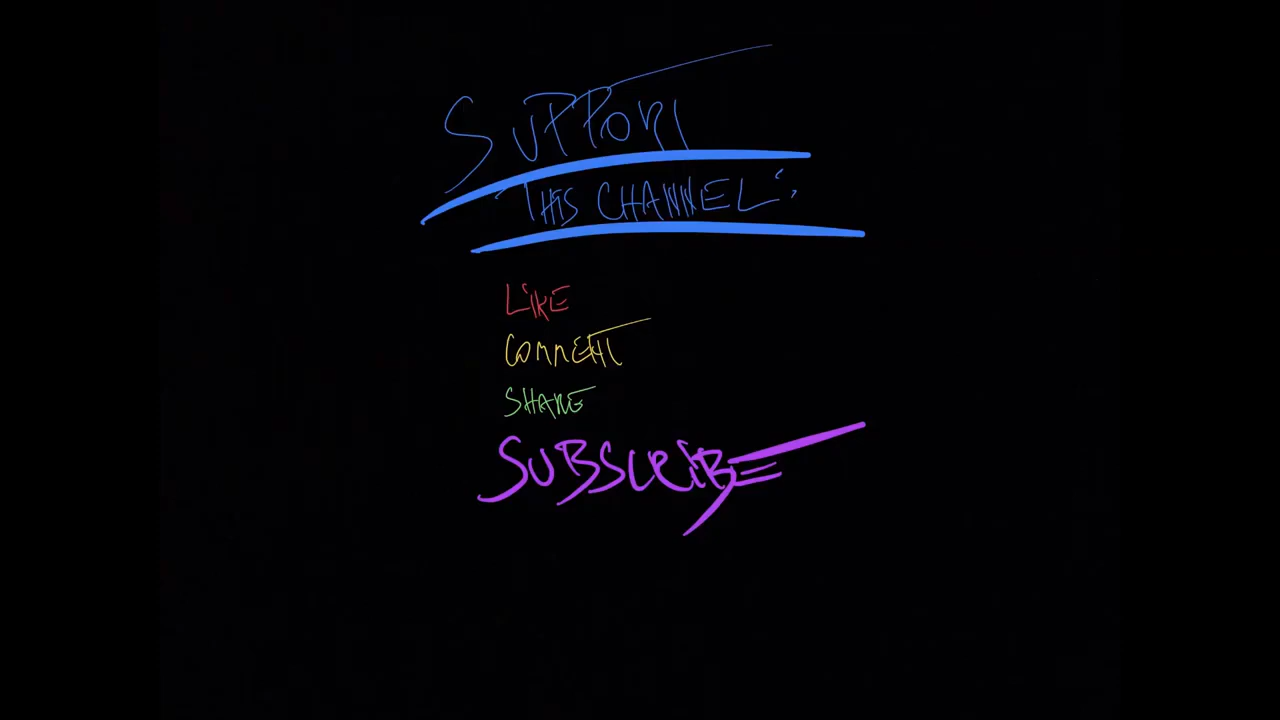 SUPPORT
THIS CHANNEL:
LIKE
COMMENT
SHARE
SUBSCRIBE